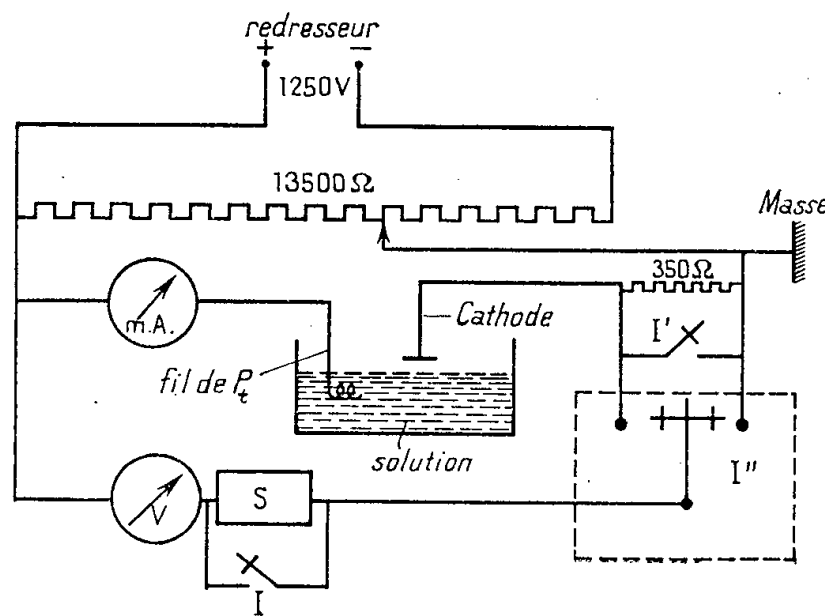 redresseur
+ −
1250V
13500Ω
Masse
350Ω
m.A.
Cathode
I'
fil de Pt
solution
I"
V
S
I